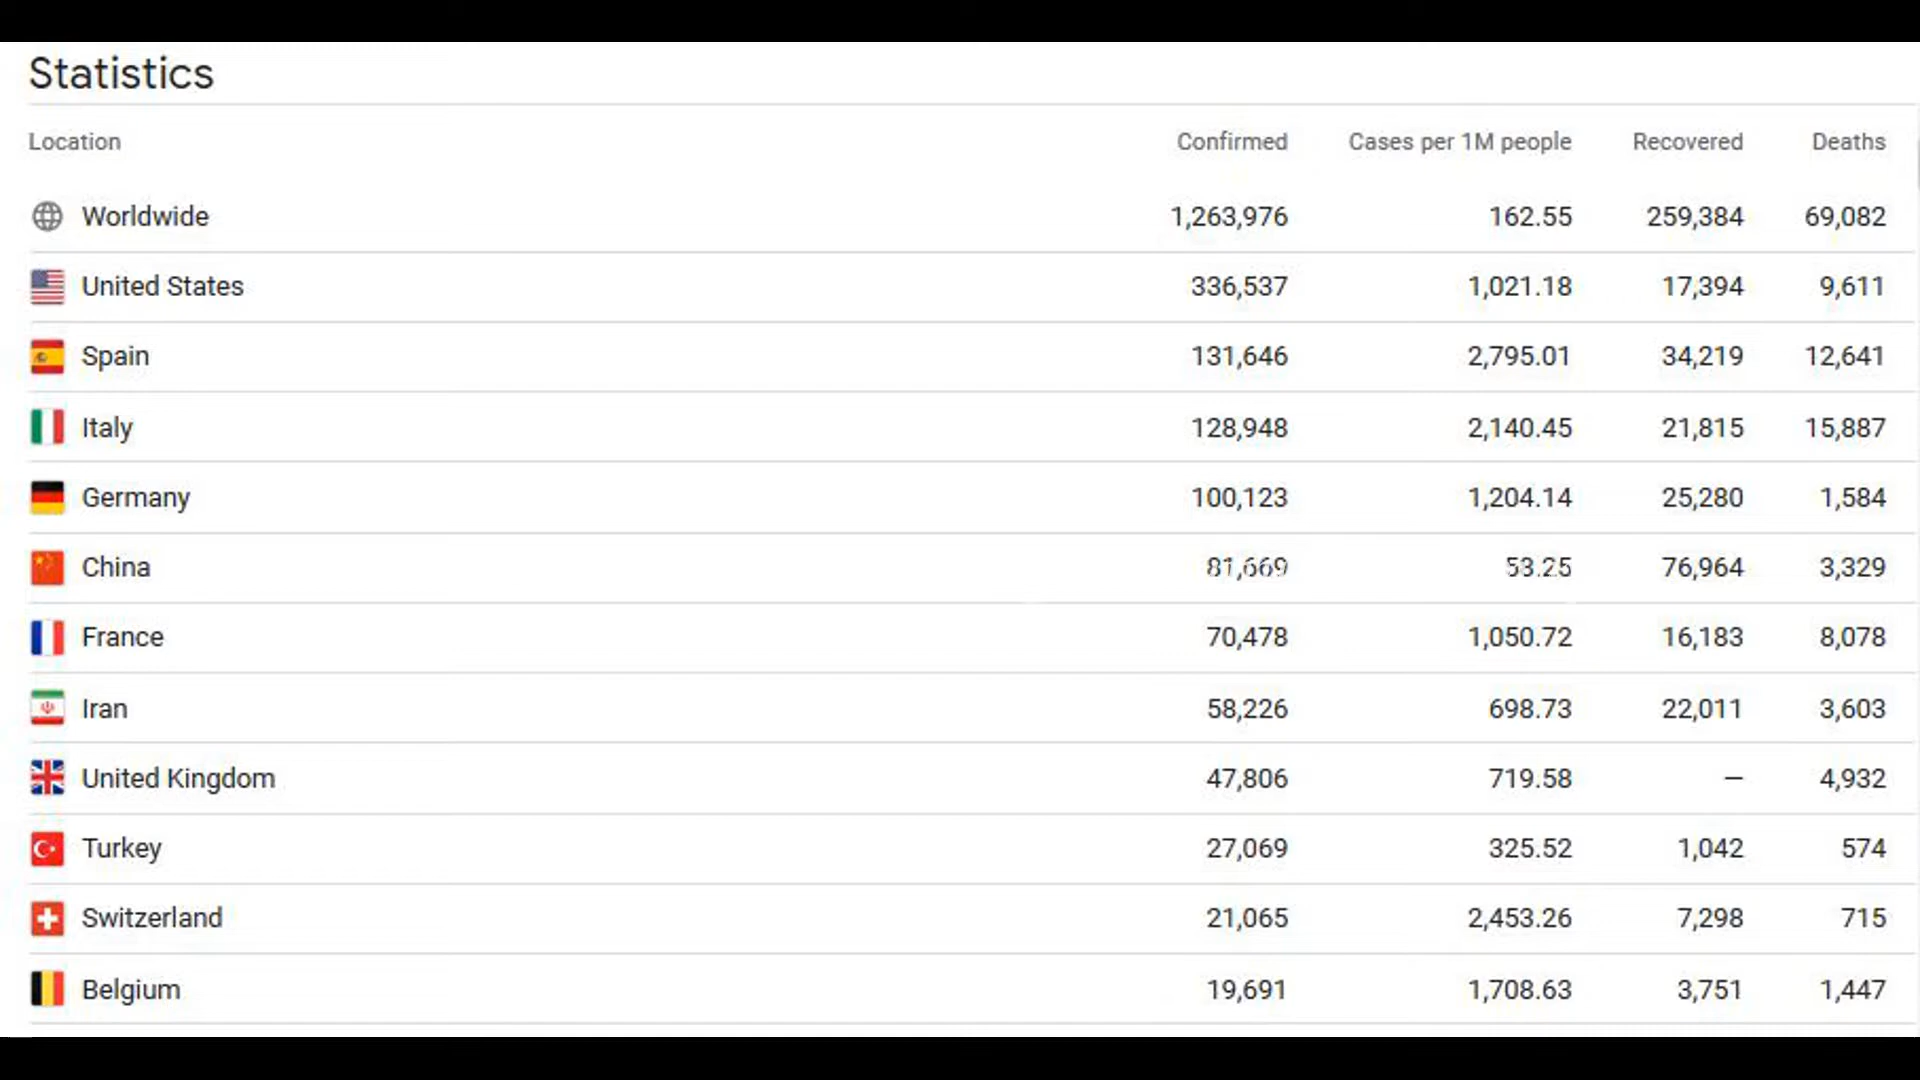 Statistics
Location Confirmed Cases per 1M people Recovered Deaths
Worldwide 1,263,976 162.55 259,384 69,082
United States 336,537 1,021.18 17,394 9,611
Spain 131,646 2,795.01 34,219 12,641
Italy 128,948 2,140.45 21,815 15,887
Germany 100,123 1,204.14 25,280 1,584
China 81,669 53.25 76,964 3,329
France 70,478 1,050.72 16,183 8,078
Iran 58,226 698.73 22,011 3,603
United Kingdom 47,806 719.58 – 4,932
Turkey 27,069 325.52 1,042 574
Switzerland 21,065 2,453.26 7,298 715
Belgium 19,691 1,708.63 3,751 1,447